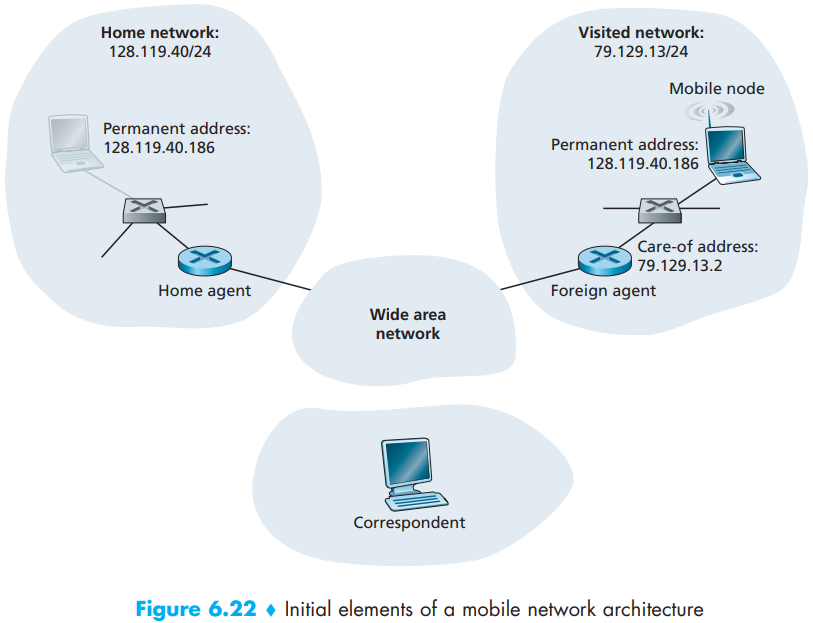 Home network:
128.119.40/24
Visited network:
79.129.13/24
Mobile node
Permanent address:
128.119.40.186
Permanent address:
128.119.40.186
Care-of address:
79.129.13.2
Home agent
Foreign agent
Wide area
network
Correspondent
Figure 6.22 ♦ Initial elements of a mobile network architecture